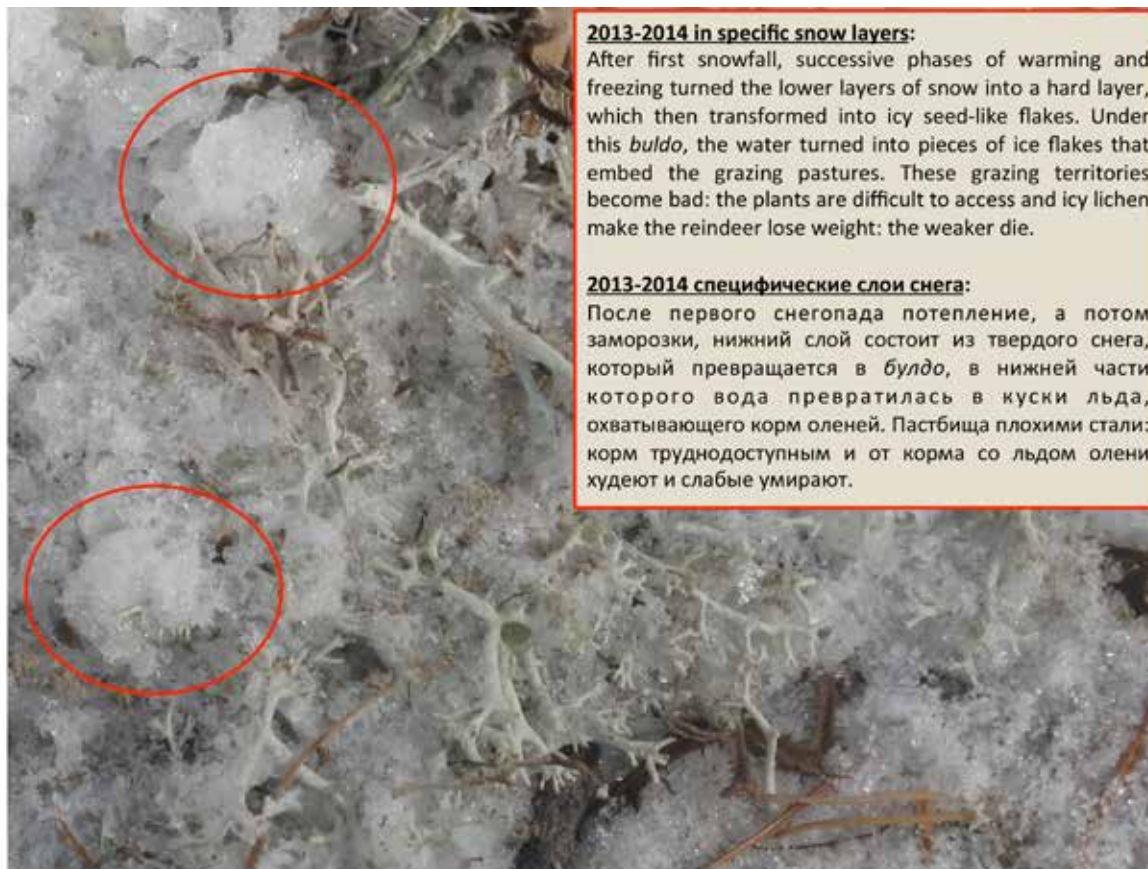 2013-2014 in specific snow layers:
After first snowfall, successive phases of warming and
freezing turned the lower layers of snow into a hard layer,
which then transformed into icy seed-like flakes. Under
this buldo, the water turned into pieces of ice flakes that
embed the grazing pastures. These grazing territories
become bad: the plants are difficult to access and icy lichen
make the reindeer lose weight: the weaker die.
2013-2014 специфические слои снега:
После первого снегопада потепление, а потом
заморозки, нижний слой состоит из твердого снега,
который превращается в булдо, в нижней части
которого вода превратилась в куски льда,
охватывающего корм оленей. Пастбища плохими стали:
корм труднодоступным и от корма со льдом олени
худеют и слабые умирают.